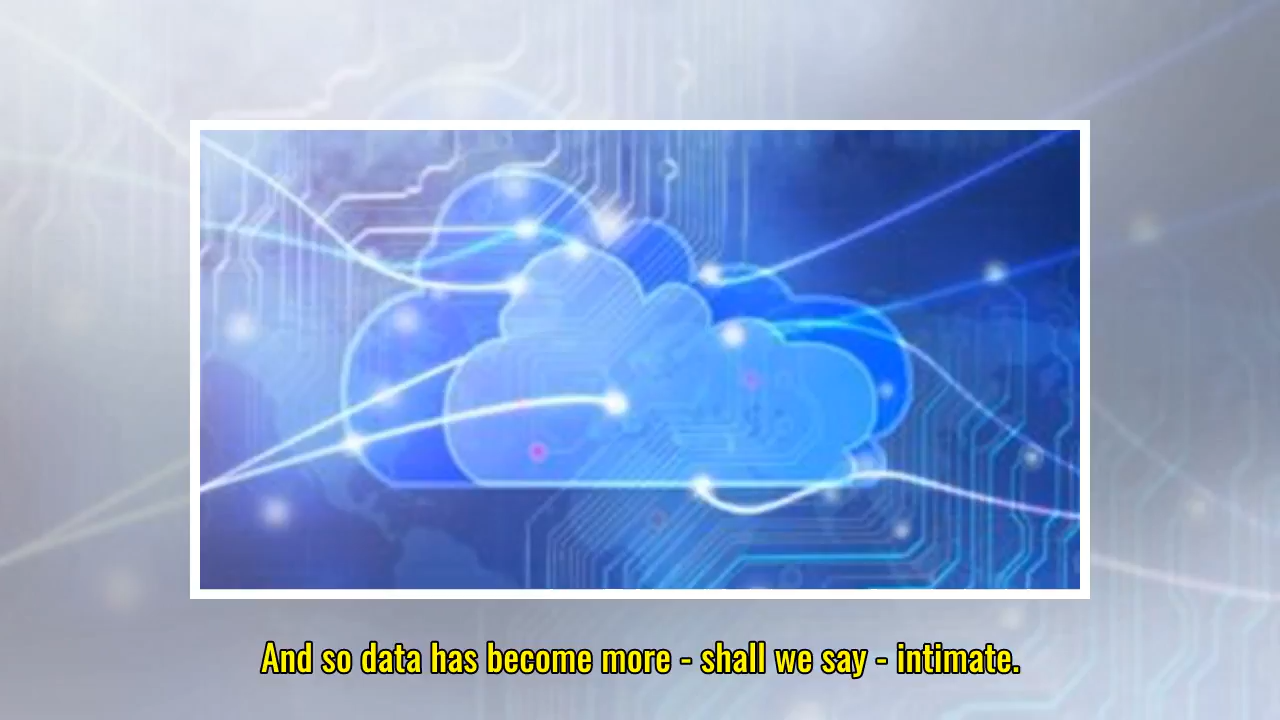 And so data has become more - shall we say - intimate.